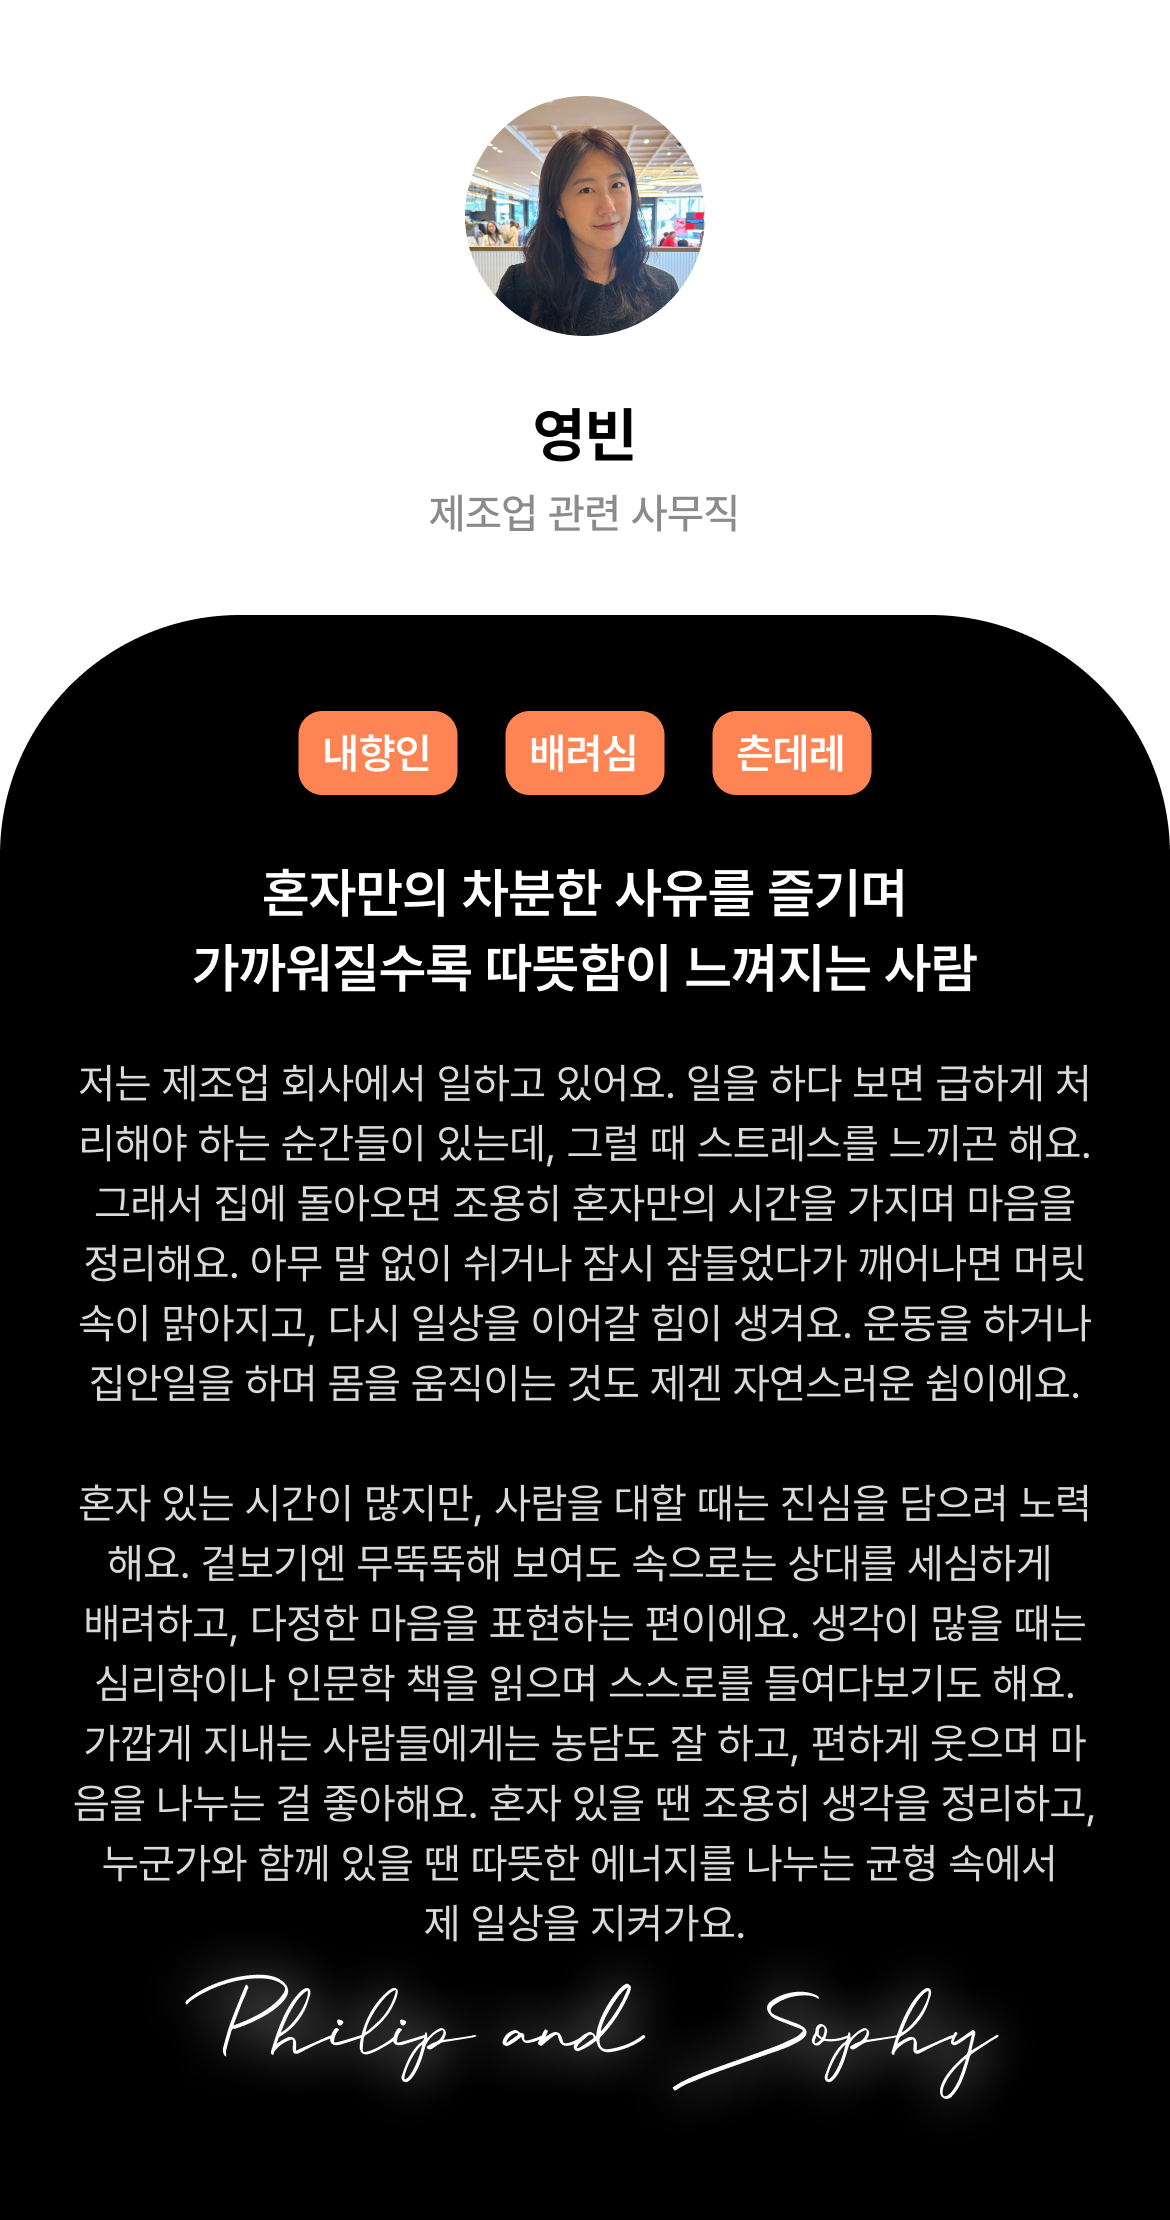 영빈
제조업 관련 사무직
내향인 배려심 츤데레
혼자만의 차분한 사유를 즐기며
가까워질수록 따뜻함이 느껴지는 사람
저는 제조업 회사에서 일하고 있어요. 일을 하다 보면 급하게 처
리해야 하는 순간들이 있는데, 그럴 때 스트레스를 느끼곤 해요.
그래서 집에 돌아오면 조용히 혼자만의 시간을 가지며 마음을
정리해요. 아무 말 없이 쉬거나 잠시 잠들었다가 깨어나면 머릿
속이 맑아지고, 다시 일상을 이어갈 힘이 생겨요. 운동을 하거나
집안일을 하며 몸을 움직이는 것도 제겐 자연스러운 쉼이에요.
혼자 있는 시간이 많지만, 사람을 대할 때는 진심을 담으려 노력
해요. 겉보기엔 무뚝뚝해 보여도 속으로는 상대를 세심하게
배려하고, 다정한 마음을 표현하는 편이에요. 생각이 많을 때는
심리학이나 인문학 책을 읽으며 스스로를 들여다보기도 해요.
가깝게 지내는 사람들에게는 농담도 잘 하고, 편하게 웃으며 마
음을 나누는 걸 좋아해요. 혼자 있을 땐 조용히 생각을 정리하고,
누군가와 함께 있을 땐 따뜻한 에너지를 나누는 균형 속에서
제 일상을 지켜가요.
Philip and Sophy